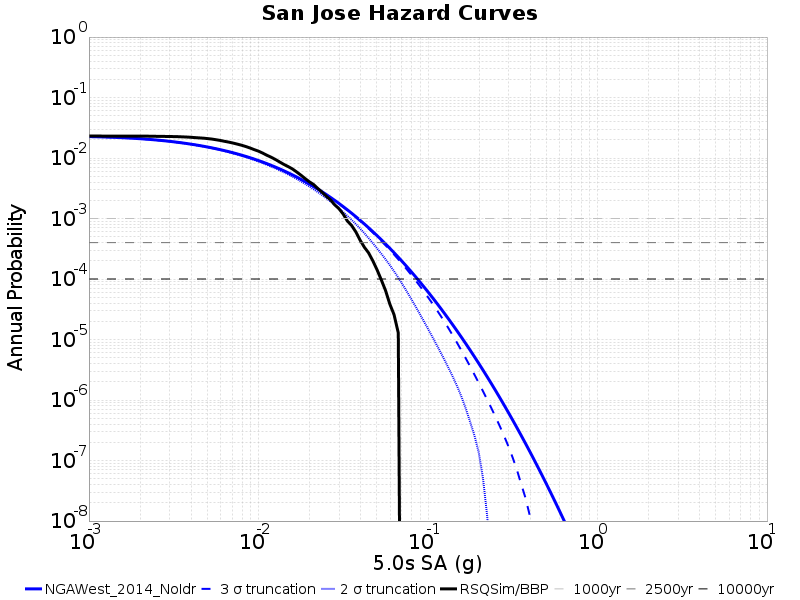 San Jose Hazard Curves
10^0
10^-1
10^-2
10^-3
10^-4
10^-5
10^-6
10^-7
10^-8
Annual Probability
10^-3 10^-2 10^-1 10^0 10^1
5.0s SA (g)
NGAWest_2014_NoIdr 3 σ truncation 2 σ truncation RSQSim/BBP 1000yr 2500yr 10000yr